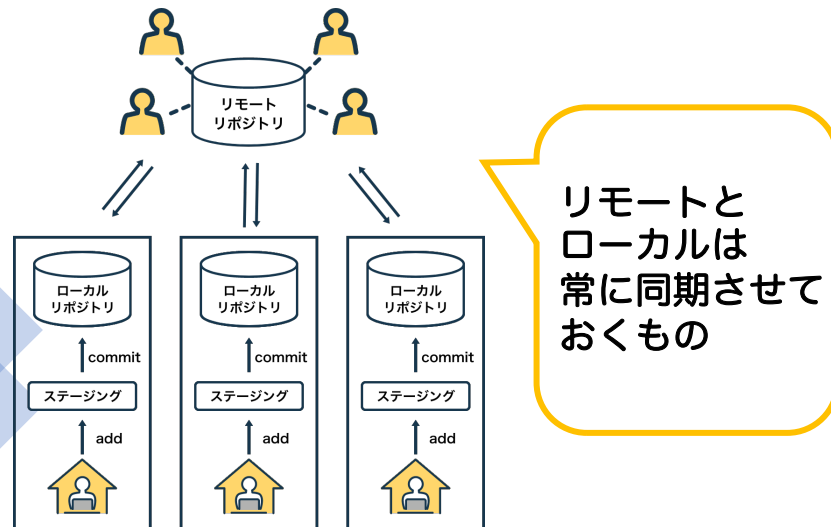 リモート
リポジトリ
リモートと
ローカルは
常に同期させて
おくもの
ローカル
リポジトリ
commit
ステージング
add
ローカル
リポジトリ
commit
ステージング
add
ローカル
リポジトリ
commit
ステージング
add